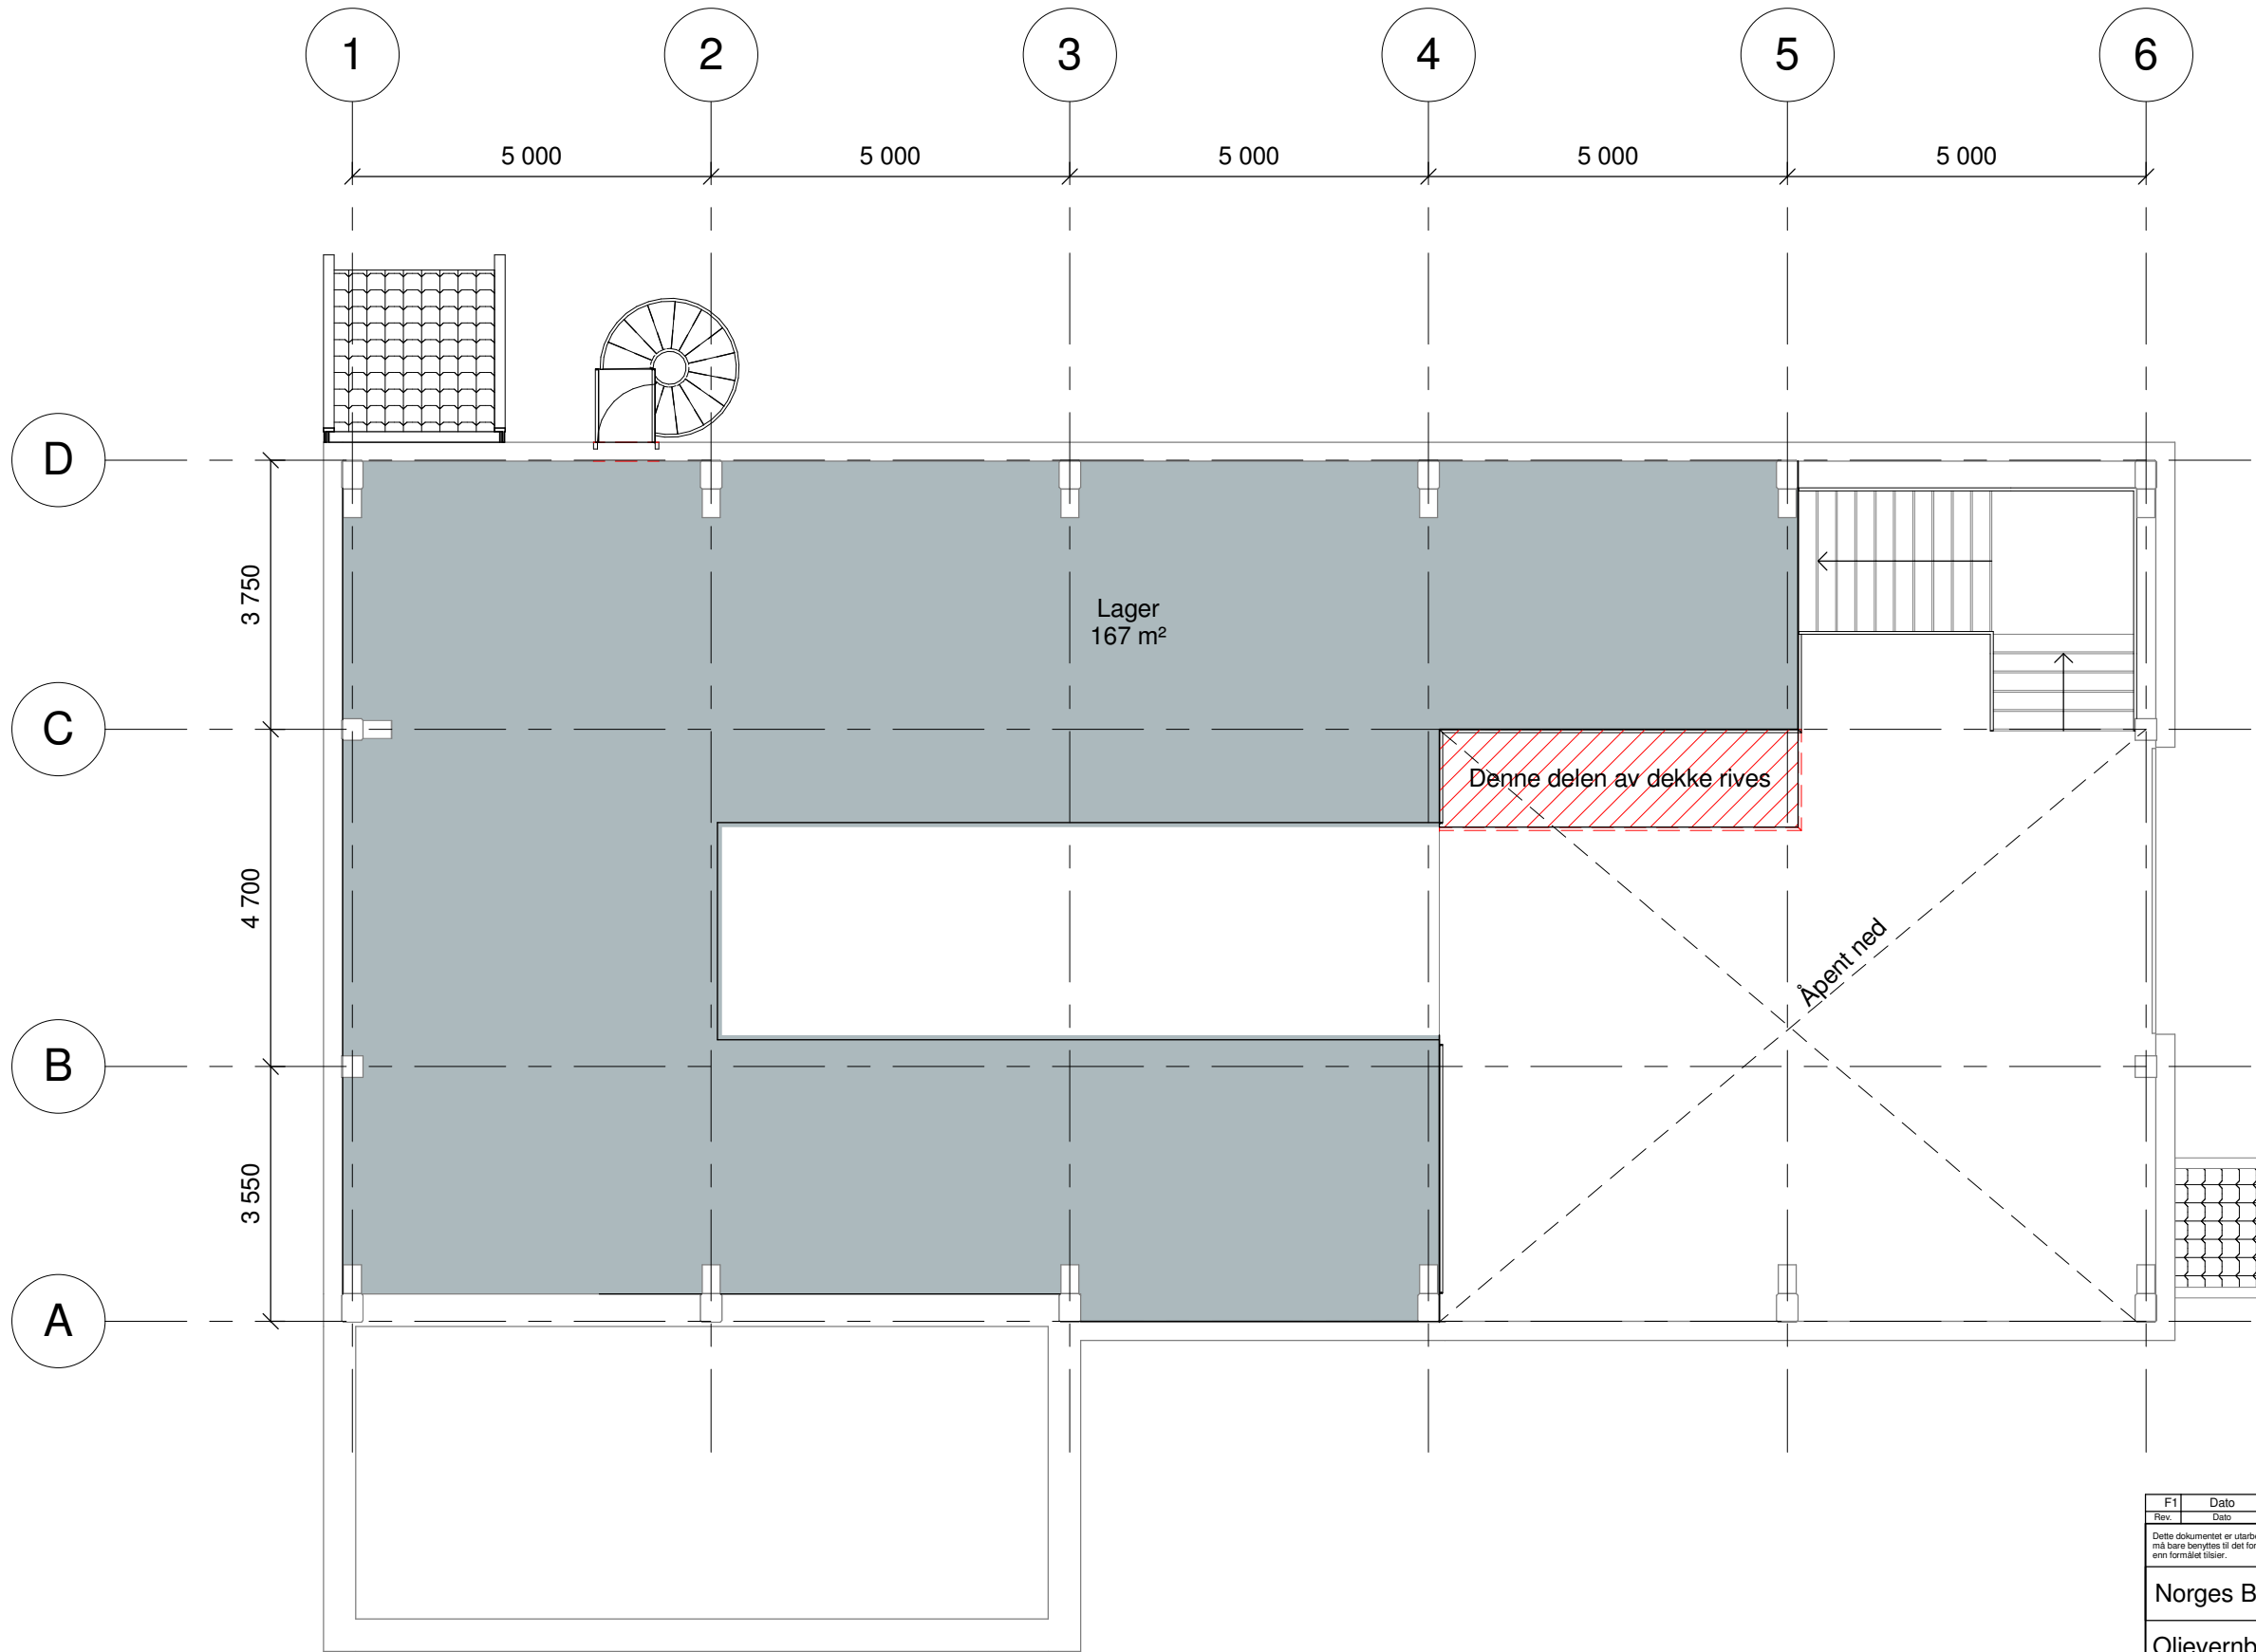 1
2
3
4
5
6
5 000
5 000
5 000
5 000
5 000
D
3 750
Lager
167 m²
C
Denne delen av dekke rives
4 700
Åpent ned
B
3 550
A
F1 Dato
Rev. Dato
Dette dokumentet er utarb
må bare benyttes til det for
enn formålet tilsier.
Norges B
Oljevernb